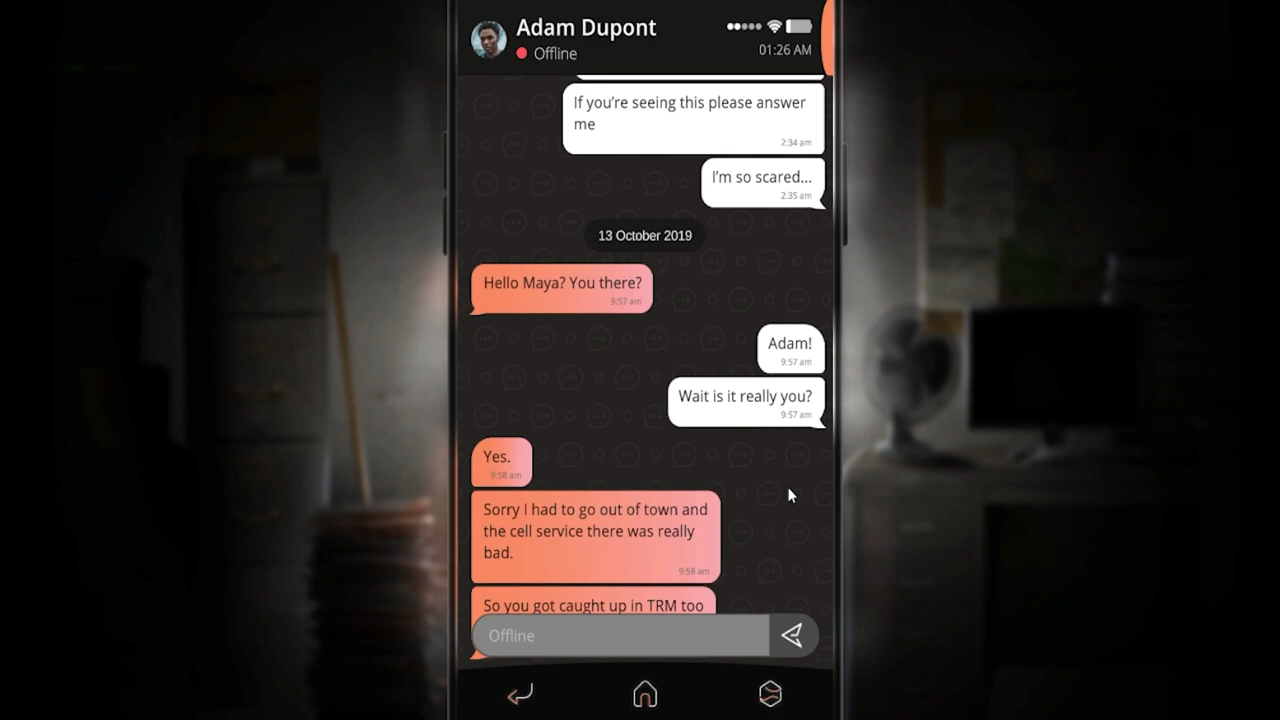 Adam Dupont
Offline
01:26 AM
If you're seeing this please answer
me
2:34 am
I'm so scared...
2:35 am
13 October 2019
Hello Maya? You there?
9:57 am
Adam!
9:57 am
Wait is it really you?
9:57 am
Yes.
9:58 am
Sorry I had to go out of town and
the cell service there was really
bad.
9:58 am
So you got caught up in TRM too
Offline